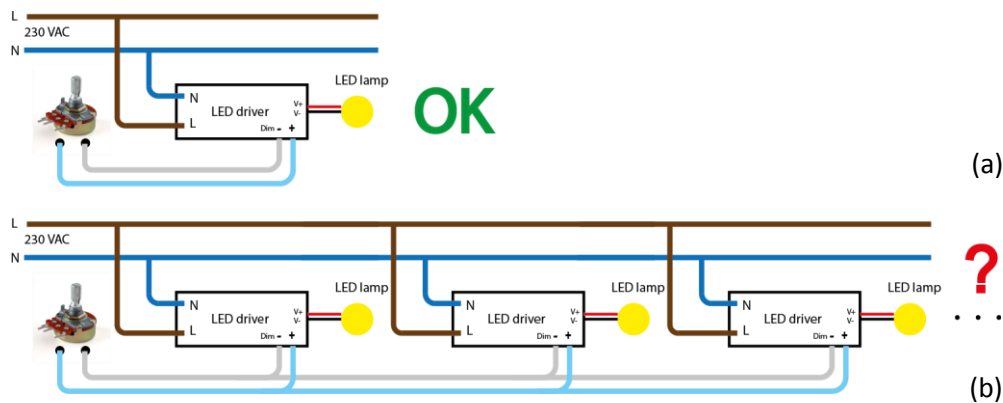 L
230 VAC
N
LED lamp
N
L
LED driver
V+
V-
Dim - +
OK
(a)
L
230 VAC
N
LED lamp
LED lamp
LED lamp
?
N
L
LED driver
V+
V-
Dim - +
N
L
LED driver
V+
V-
Dim - +
N
L
LED driver
V+
V-
Dim - +
. . .
(b)